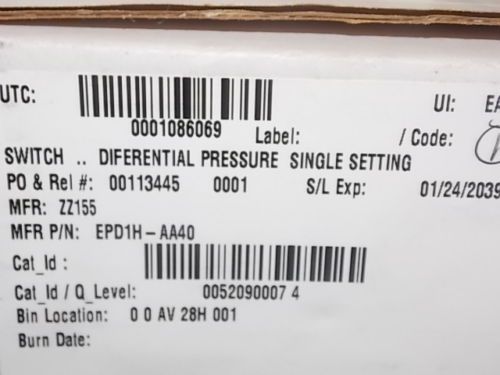 UTC:
UI: EA
0001086069
Label: / Code:
SWITCH .. DIFERENTIAL PRESSURE SINGLE SETTING
PO & Rel #: 00113445 0001 S/L Exp: 01/24/2039
MFR: ZZ155
MFR P/N: EPD1H-AA40
Cat_Id :
Cat_Id / Q_Level: 0052090007 4
Bin Location: 0 0 AV 28H 001
Burn Date: